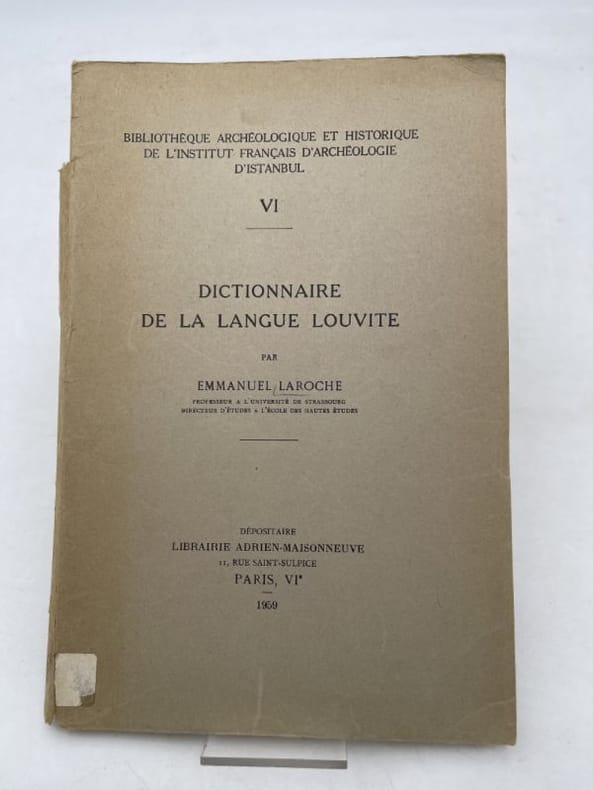 BIBLIOTHÈQUE ARCHÉOLOGIQUE ET HISTORIQUE
DE L'INSTITUT FRANÇAIS D'ARCHÉOLOGIE
D'ISTANBUL
VI
DICTIONNAIRE
DE LA LANGUE LOUVITE
PAR
EMMANUEL LAROCHE
PROFESSEUR A L'UNIVERSITÉ DE STRASBOURG
DIRECTEUR D'ÉTUDES A L'ÉCOLE DES HAUTES ÉTUDES
DÉPOSITAIRE
LIBRAIRIE ADRIEN-MAISONNEUVE
11, RUE SAINT-SULPICE
PARIS, VIe
1959